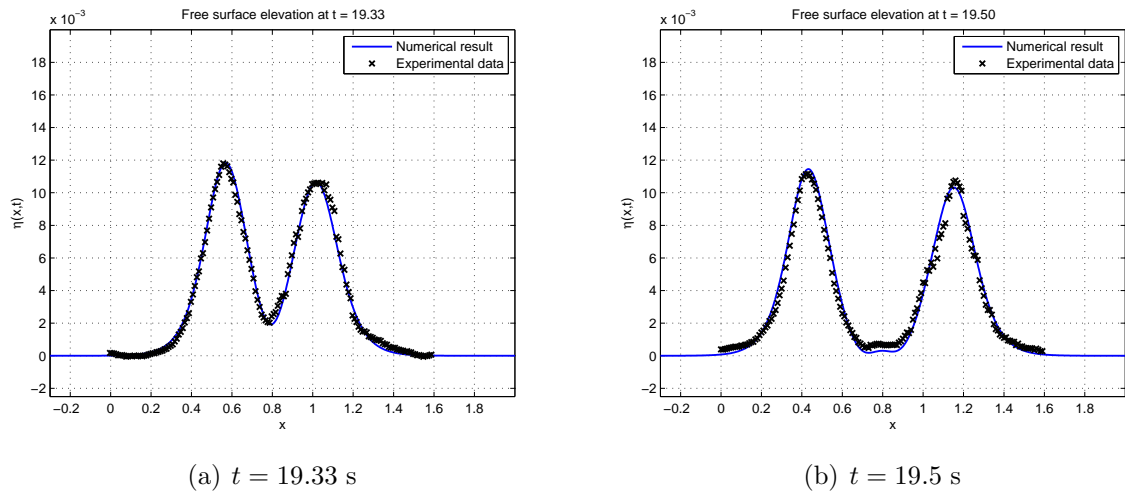 Free surface elevation at t = 19.33
x 10⁻³
Numerical result
Experimental data
18
16
14
12
10
8
6
4
2
0
−2
η(x,t)
−0.2 0 0.2 0.4 0.6 0.8 1 1.2 1.4 1.6 1.8
x
(a) t = 19.33 s
Free surface elevation at t = 19.50
x 10⁻³
Numerical result
Experimental data
18
16
14
12
10
8
6
4
2
0
−2
η(x,t)
−0.2 0 0.2 0.4 0.6 0.8 1 1.2 1.4 1.6 1.8
x
(b) t = 19.5 s